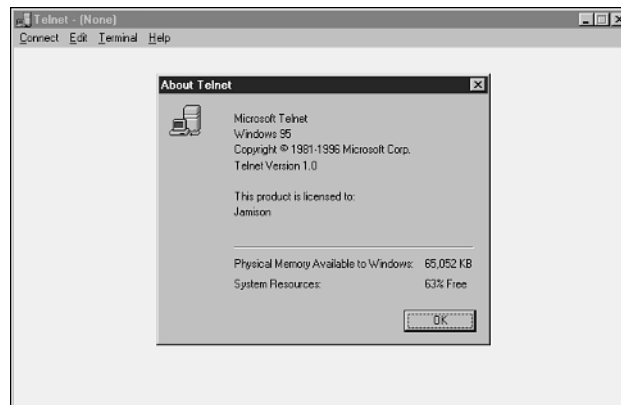 Telnet - (None)
Connect Edit Terminal Help
About Telnet
Microsoft Telnet
Windows 95
Copyright © 1981-1996 Microsoft Corp.
Telnet Version 1.0
This product is licensed to:
Jamison
Physical Memory Available to Windows: 65,052 KB
System Resources: 63% Free
OK